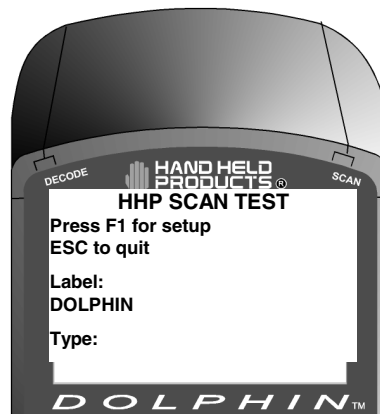 DECODE
SCAN
HAND HELD
PRODUCTS®
HHP SCAN TEST
Press F1 for setup
ESC to quit
Label:
DOLPHIN
Type:
DOLPHIN™